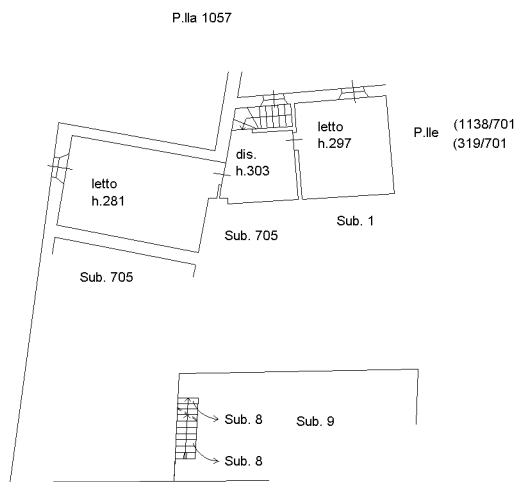 P.lla 1057
letto
h.297
P.lle (1138/701
(319/701
dis.
h.303
letto
h.281
Sub. 1
Sub. 705
Sub. 705
Sub. 8
Sub. 9
Sub. 8